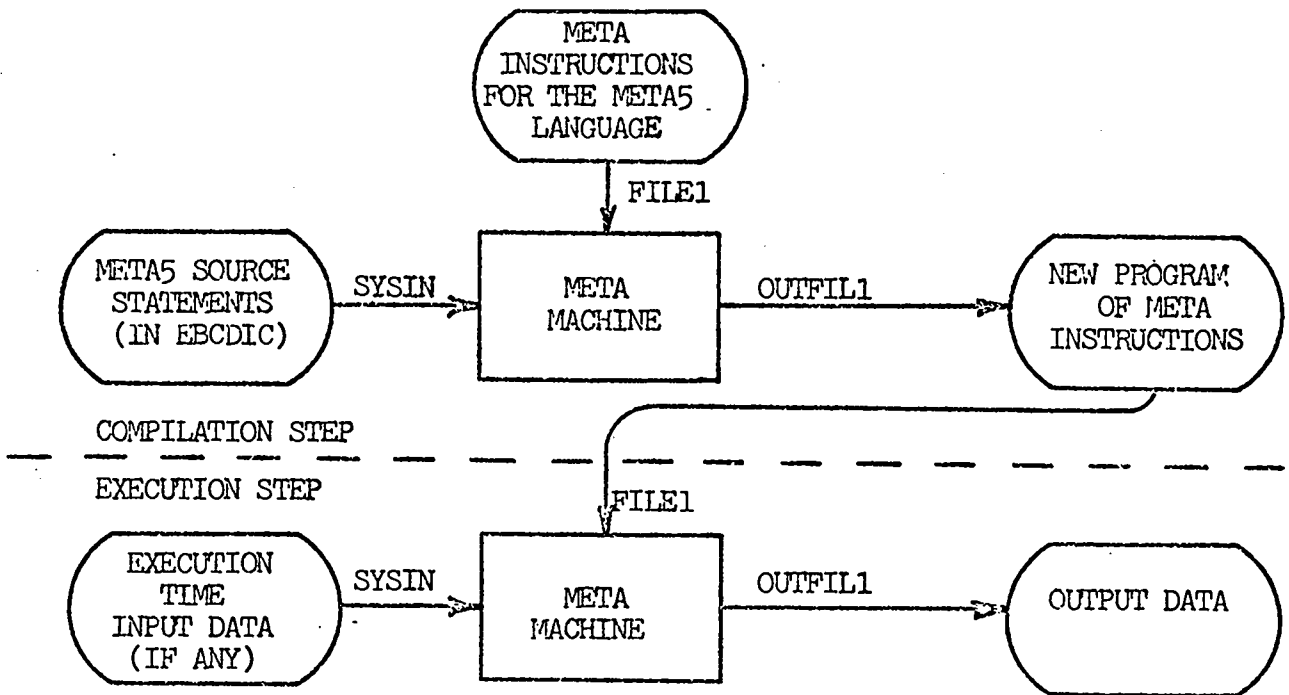 META
INSTRUCTIONS
FOR THE META5
LANGUAGE
FILE1
META5 SOURCE
STATEMENTS
(IN EBCDIC)
SYSIN
META
MACHINE
OUTFIL1
NEW PROGRAM
OF META
INSTRUCTIONS
COMPILATION STEP
EXECUTION STEP
FILE1
EXECUTION
TIME
INPUT DATA
(IF ANY)
SYSIN
META
MACHINE
OUTFIL1
OUTPUT DATA